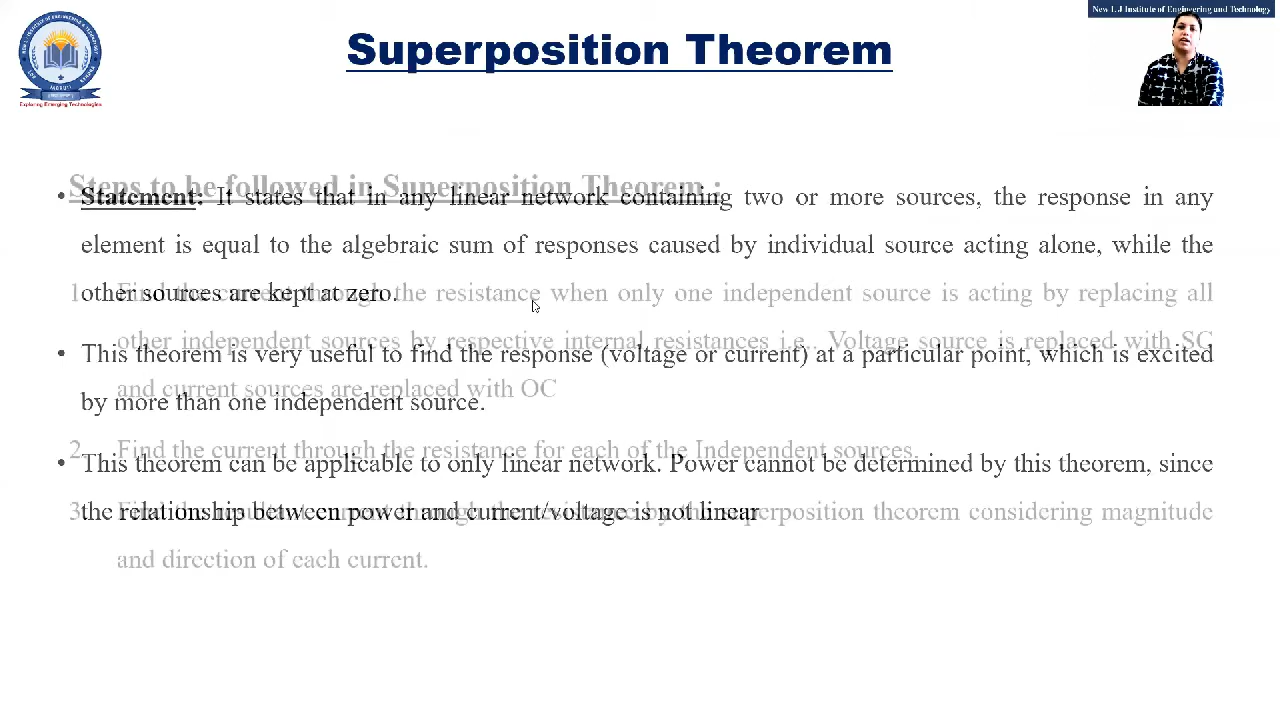 New L J Institute of Engineering and Technology
Superposition Theorem
Exploring Emerging Technologies
• Statement: It states that in any linear network containing two or more sources, the response in any
element is equal to the algebraic sum of responses caused by individual source acting alone, while the
other sources are kept at zero.
• This theorem is very useful to find the response (voltage or current) at a particular point, which is excited
by more than one independent source.
• This theorem can be applicable to only linear network. Power cannot be determined by this theorem, since
the relationship between power and current/voltage is not linear
Steps to be followed in Superposition Theorem :
1. Find the current through the resistance when only one independent source is acting by replacing all
other independent sources by respective internal resistances i.e.. Voltage source is replaced with SC
and current sources are replaced with OC
2. Find the current through the resistance for each of the Independent sources.
3. Find the resultant current through the resistance by the superposition theorem considering magnitude
and direction of each current.